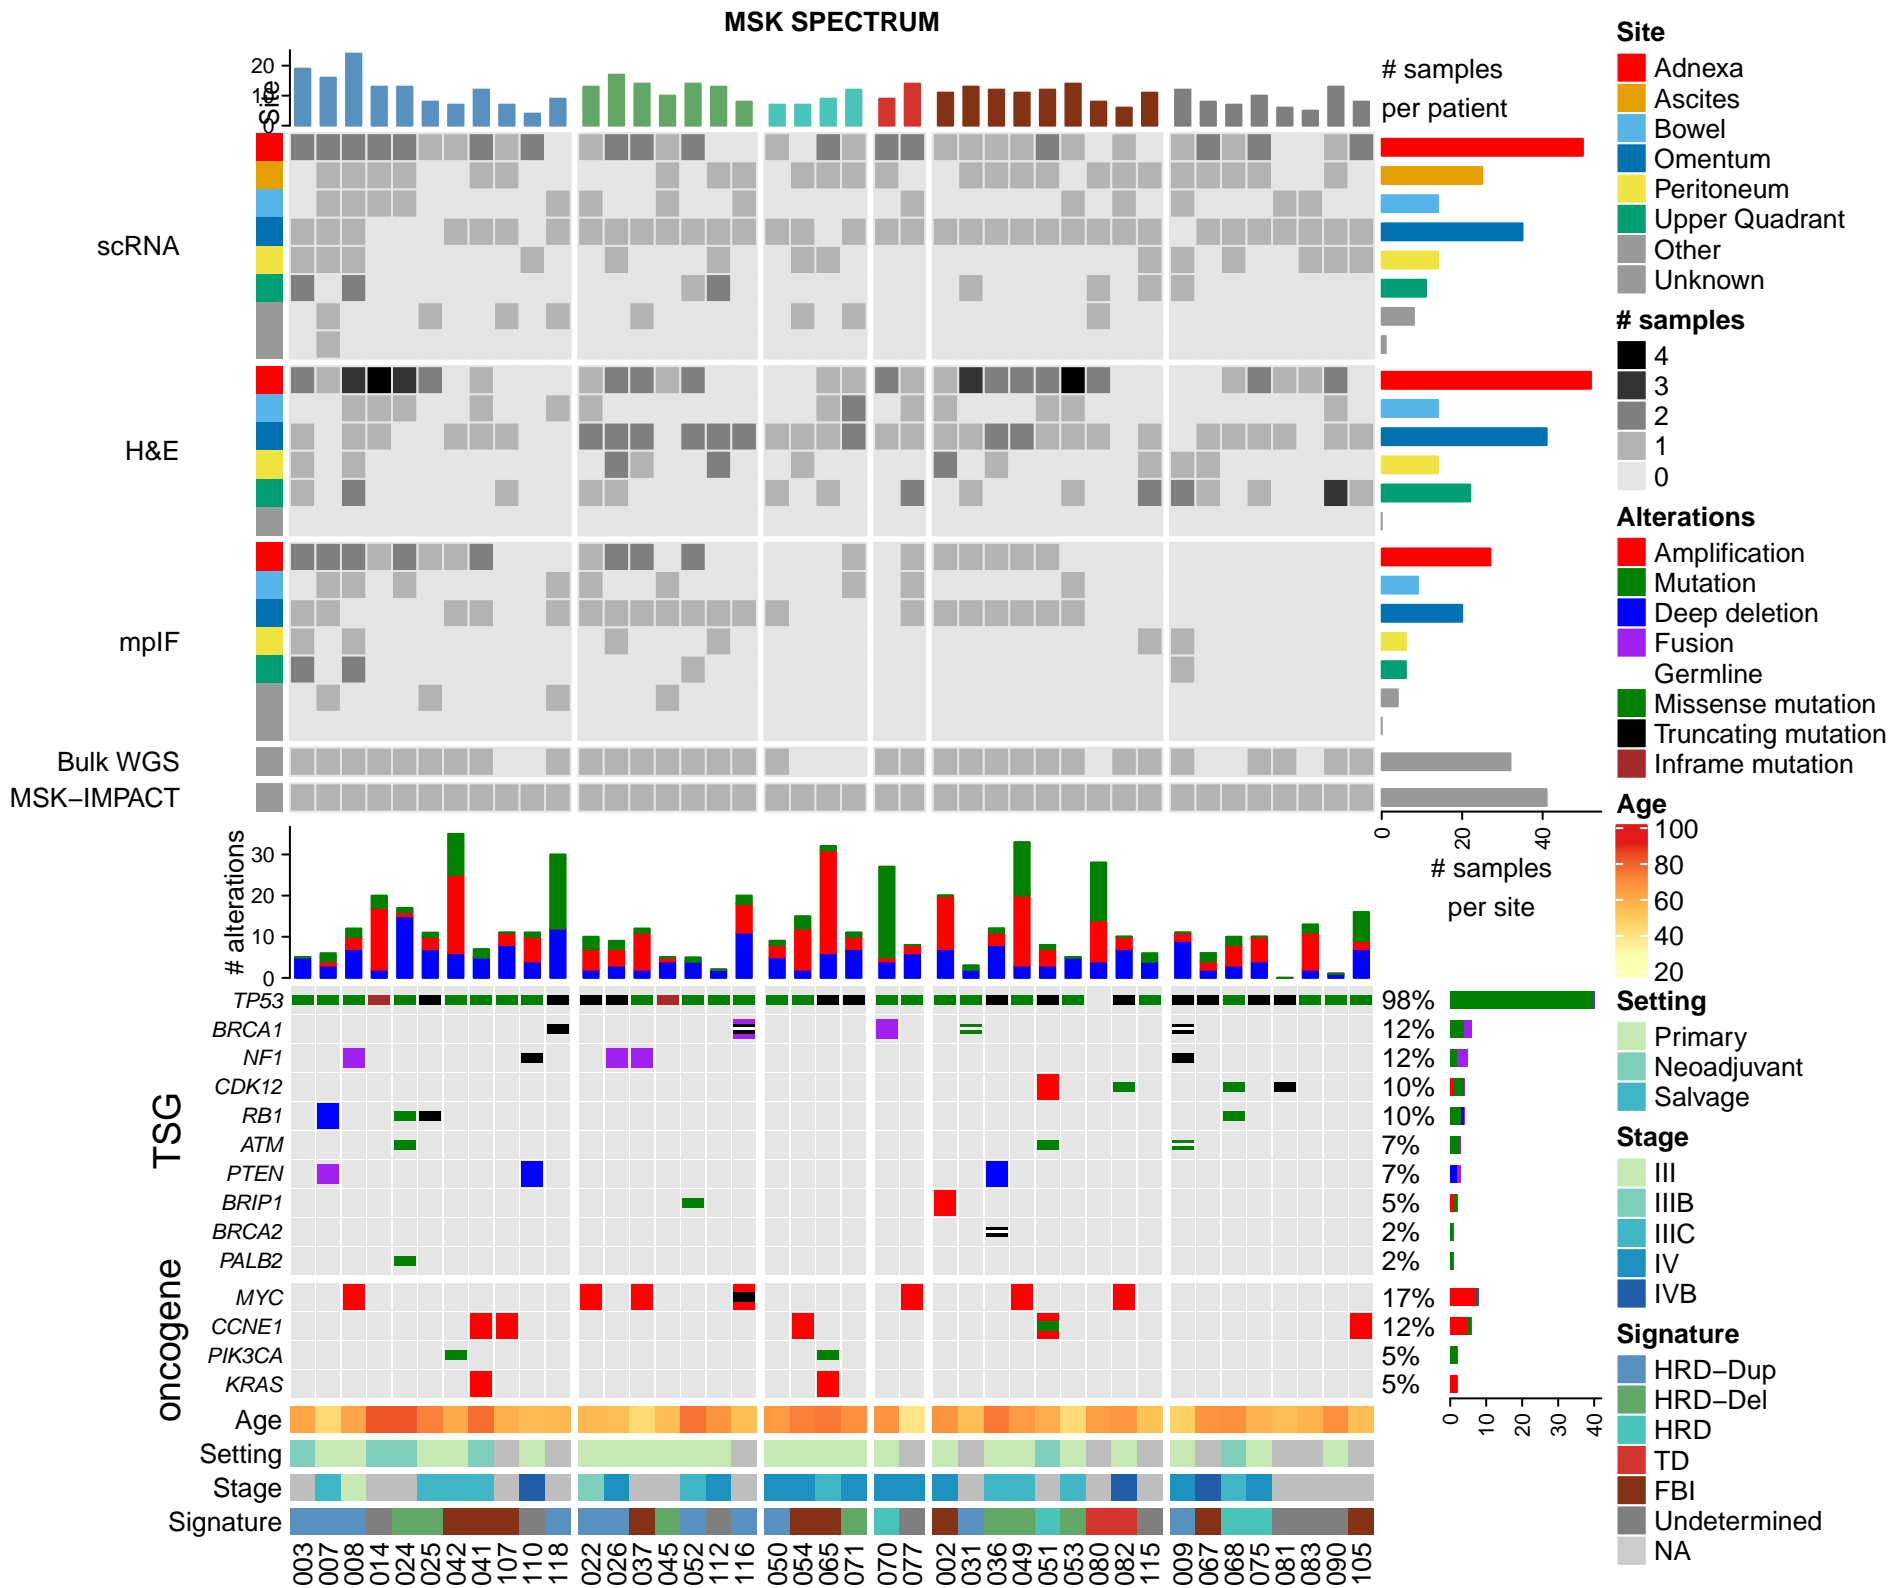 MSK SPECTRUM
Site
20
10
0
# samples
per patient
scRNA
H&E
mpIF
Bulk WGS
MSK−IMPACT
0
20
40
# samples
per site
# alterations
30
20
10
0
TSG
TP53
98%
BRCA1
12%
NF1
12%
CDK12
10%
RB1
10%
ATM
7%
PTEN
7%
BRIP1
5%
BRCA2
2%
PALB2
2%
oncogene
MYC
17%
CCNE1
12%
PIK3CA
5%
KRAS
5%
0
10
20
30
40
Age
Setting
Stage
Signature
003
007
008
014
024
025
042
041
107
110
118
022
026
037
045
052
112
116
050
054
065
071
070
077
002
031
036
049
051
053
080
082
115
009
067
068
075
081
083
090
105
Site
Adnexa
Ascites
Bowel
Omentum
Peritoneum
Upper Quadrant
Other
Unknown
# samples
4
3
2
1
0
Alterations
Amplification
Mutation
Deep deletion
Fusion
Germline
Missense mutation
Truncating mutation
Inframe mutation
Age
100
80
60
40
20
Setting
Primary
Neoadjuvant
Salvage
Stage
III
IIIB
IIIC
IV
IVB
Signature
HRD−Dup
HRD−Del
HRD
TD
FBI
Undetermined
NA